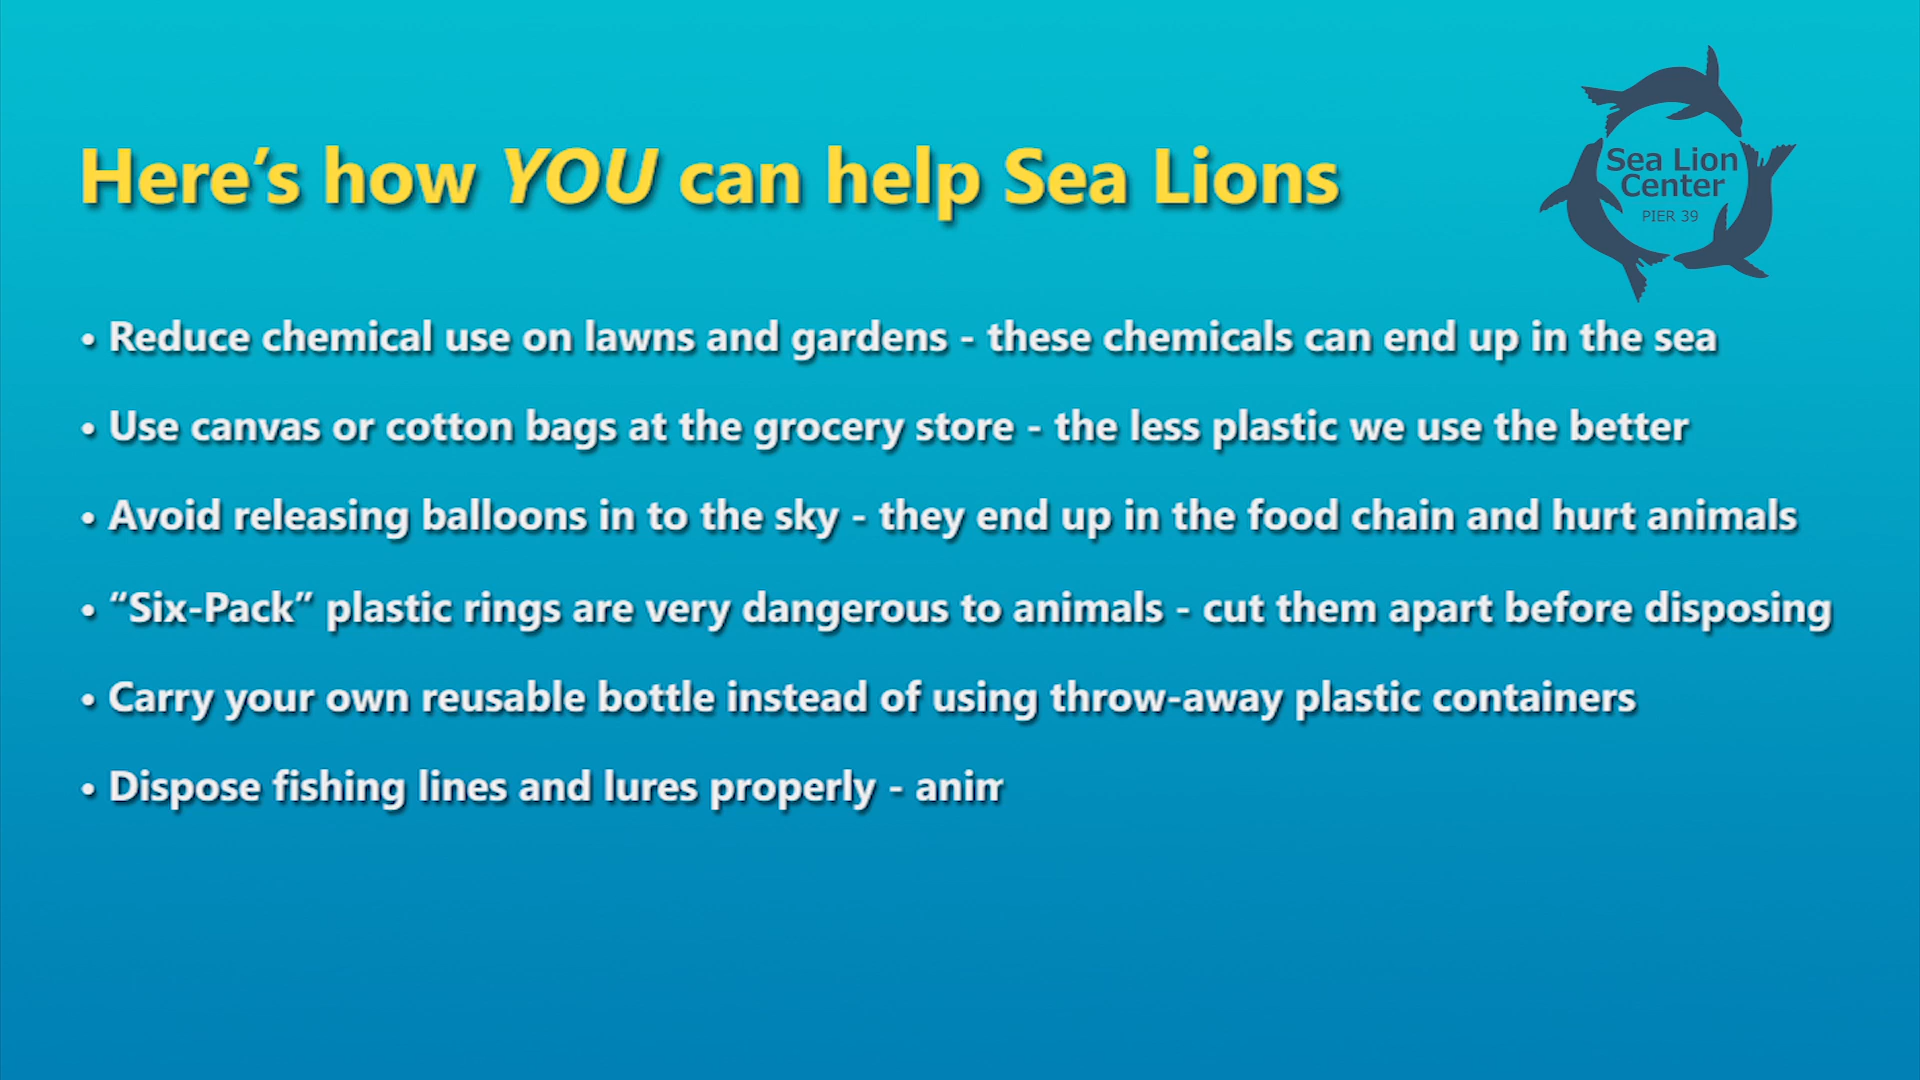 Sea Lion
Center
PIER 39
Here’s how YOU can help Sea Lions
• Reduce chemical use on lawns and gardens - these chemicals can end up in the sea
• Use canvas or cotton bags at the grocery store - the less plastic we use the better
• Avoid releasing balloons in to the sky - they end up in the food chain and hurt animals
• “Six-Pack” plastic rings are very dangerous to animals - cut them apart before disposing
• Carry your own reusable bottle instead of using throw-away plastic containers
• Dispose fishing lines and lures properly -